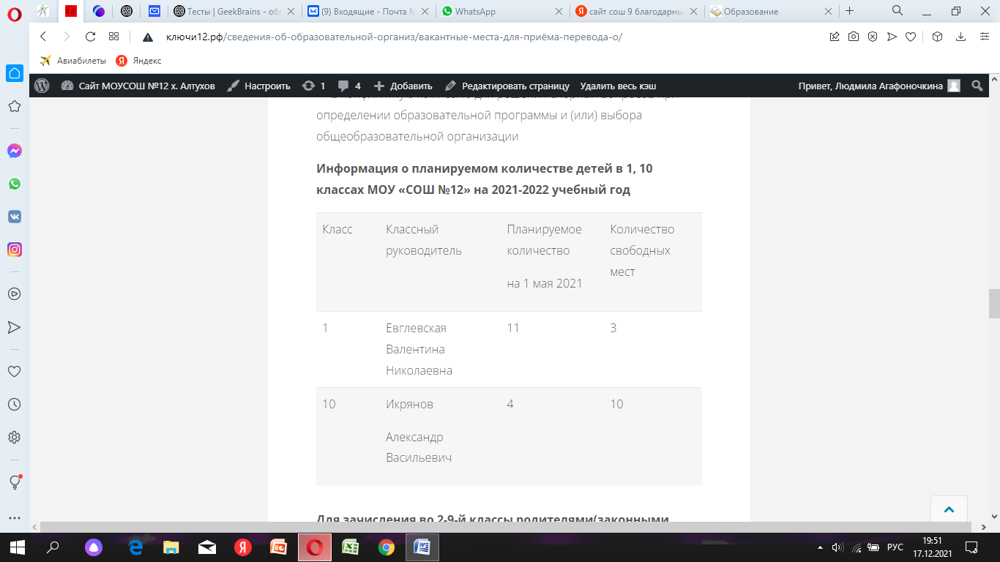 Тесты | GeekBrains - об
(9) Входящие - Почта М
WhatsApp
сайт сош 9 благодарны
Образование
ключи12.рф/сведения-об-образовательной-организ/вакантные-места-для-приёма-перевода-о/
Авиабилеты
Яндекс
Сайт МОУСОШ №12 х. Алтухов
Настроить
1
4
Добавить
Редактировать страницу
Удалить весь кэш
Привет, Людмила Агафоночкина
определении образовательной программы и (или) выбора
общеобразовательной организации
Информация о планируемом количестве детей в 1, 10
классах МОУ «СОШ №12» на 2021-2022 учебный год
Класс
Классный
руководитель
Планируемое
количество
на 1 мая 2021
Количество
свободных
мест
1
Евглевская
Валентина
Николаевна
11
3
10
Икрянов
Александр
Васильевич
4
10
Для зачисления во 2-9-й классы родителями(законными
РУС
19:51
17.12.2021